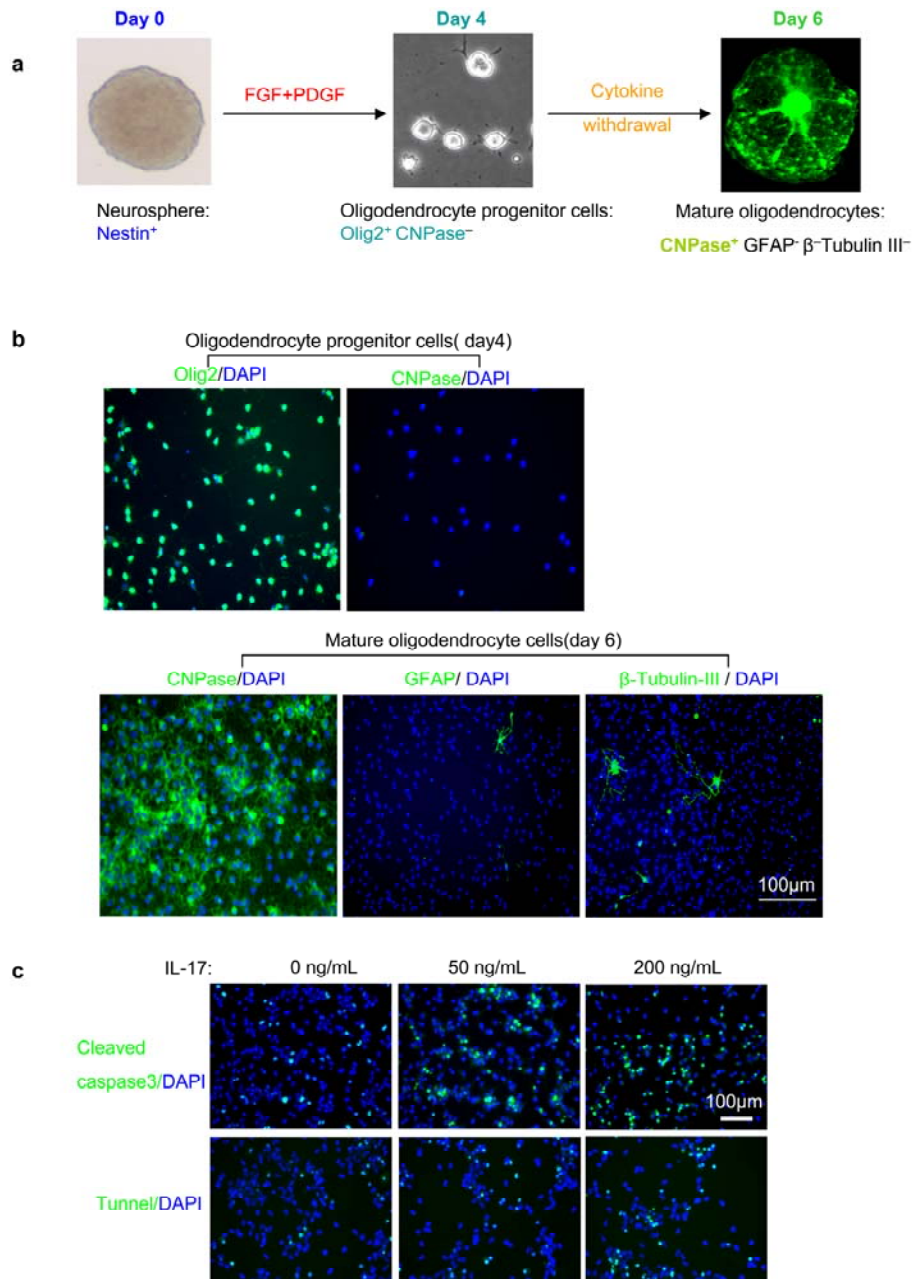 Day 0
Day 4
Day 6
a
FGF+PDGF
Cytokine
withdrawal
Neurosphere:
Nestin⁺
Oligodendrocyte progenitor cells:
Olig2⁺ CNPase⁻
Mature oligodendrocytes:
CNPase⁺ GFAP⁻ β⁻Tubulin III⁻
b
Oligodendrocyte progenitor cells( day4)
Olig2/DAPI
CNPase/DAPI
Mature oligodendrocyte cells(day 6)
CNPase/DAPI
GFAP/ DAPI
β-Tubulin-III / DAPI
100μm
c
IL-17:
0 ng/mL
50 ng/mL
200 ng/mL
Cleaved
caspase3/DAPI
100μm
Tunnel/DAPI